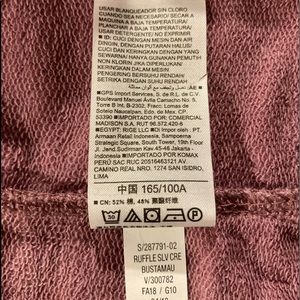 USAR BLANQUEADOR SIN CLORO
CUANDO SEA NECESARIO/ SECAR A
MAQUINA A BAJA TEMPERATURA/
PLANCHAR A BAJA TEMPERATURA/
USAR DETERGENTE/ NO EXPRIMIR
■ ID: CUCI DENGAN MESIN DAN AIR
DINGIN, DENGAN PUTARAN HALUS/
CUCI DAN KERINGKAN DENGAN YANG
SEWARNA/ HANYA GUNAKAN PEMUTIH
NON KLORIN JIKA DIPERLUKAN/
KERINGKAN DALAM MESIN
PENGERING BERSUHU RENDAH/
SETRIKA DENGAN SUHU RENDAH
■ AE:
■GPS Import Services, S. de R.L. de C.V.
Boulevard Manuel Avila Camacho No. 5,
Torre B Int. D-2302, Fracc. Lomas de
Sotelo Naucalpan, Edo de México, CP
53390 ■IMPORTADO POR: COMERCIAL
MADISON S.A. RUT 96.572.420-6
■EGYPT: RIGE LLC ■Di Impor oleh : PT.
Armaan Retail Indonesia, Sampoerna
Strategic Square, South Tower, 19th Floor
Jl. Jend. Sudirman Kav.45-46 Jakarta-
Indonesia ■IMPORTADO POR KOMAX
PERÚ SAC RUC 20516463121 AV.
CAMINO REAL NRO. 1274 SAN ISIDRO,
LIMA
中国 165/100A
■ CN: 52% 棉, 48% 聚酯纤维
30
S/287791-02
RUFFLE SLV CRE
BUSTAMAU
V/300782
FA18 / G10